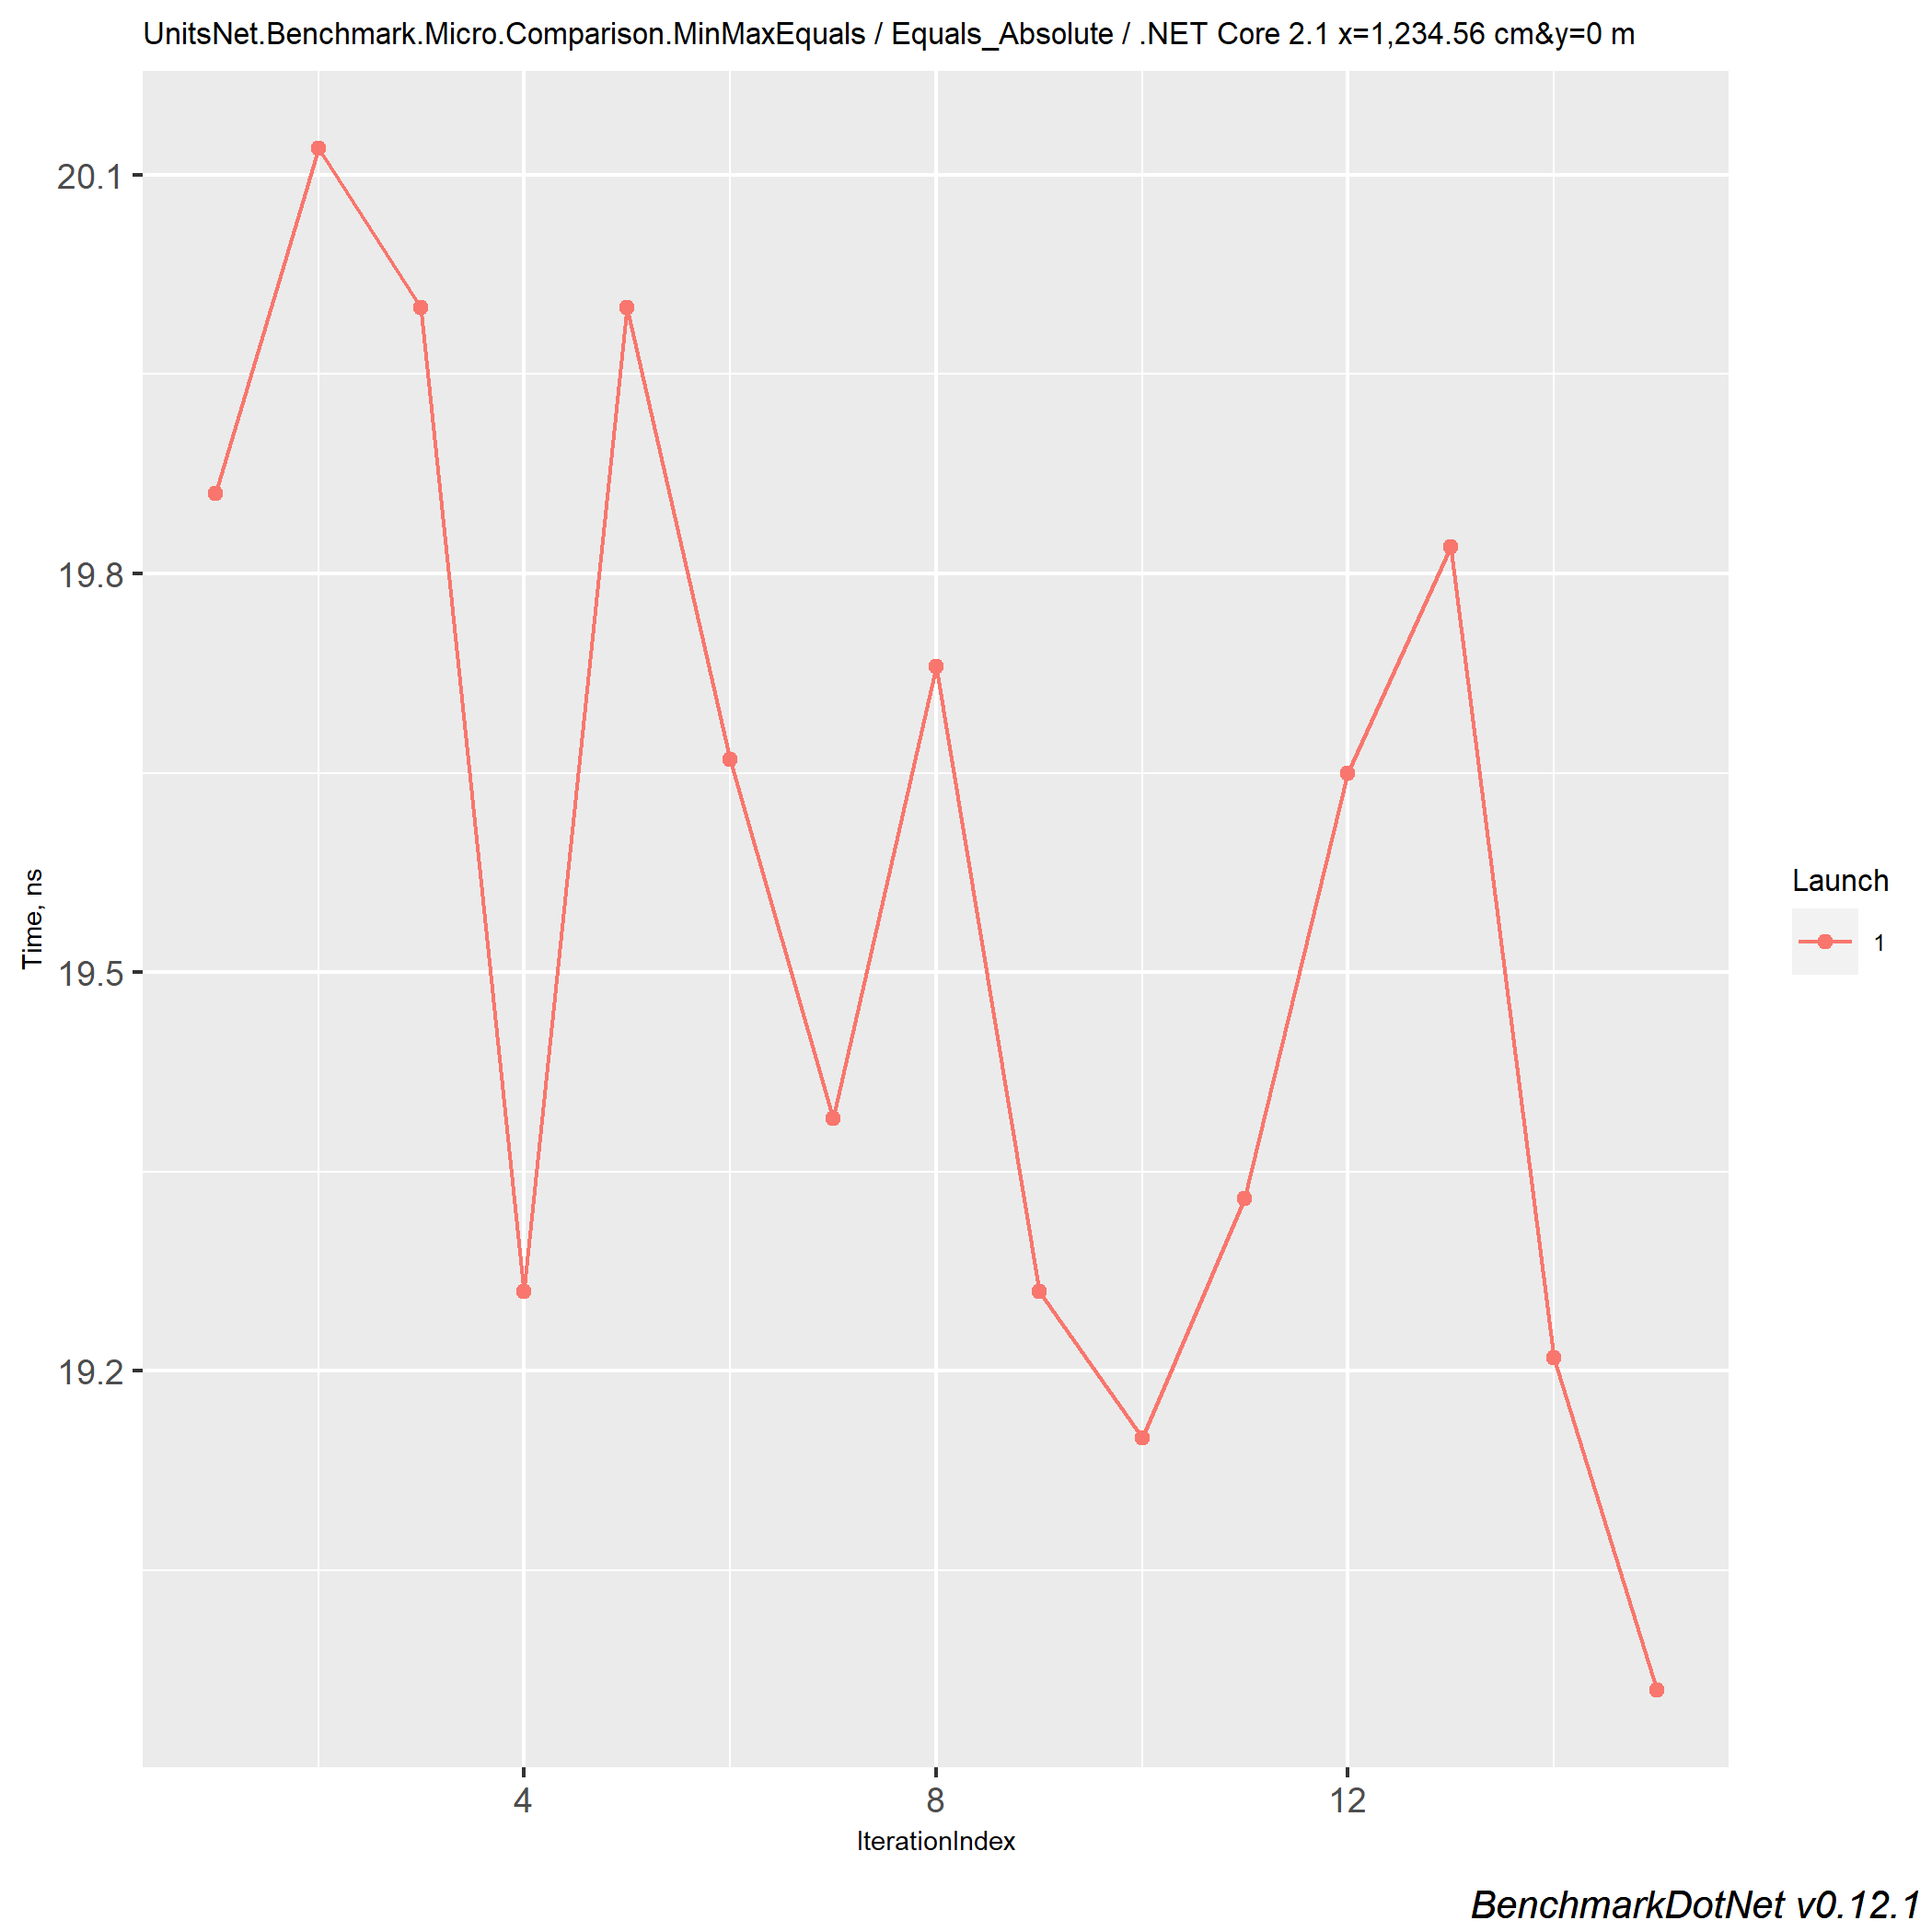 UnitsNet.Benchmark.Micro.Comparison.MinMaxEquals / Equals_Absolute / .NET Core 2.1 x=1,234.56 cm&y=0 m
20.1
19.8
19.5
19.2
Time, ns
4
8
12
IterationIndex
Launch
1
BenchmarkDotNet v0.12.1